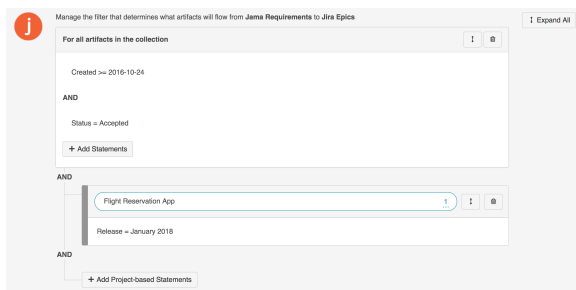 j
Manage the filter that determines what artifacts will flow from Jama Requirements to Jira Epics
Expand All
For all artifacts in the collection
Created >= 2016-10-24
AND
Status = Accepted
+ Add Statements
AND
Flight Reservation App 1
Release = January 2018
AND
+ Add Project-based Statements